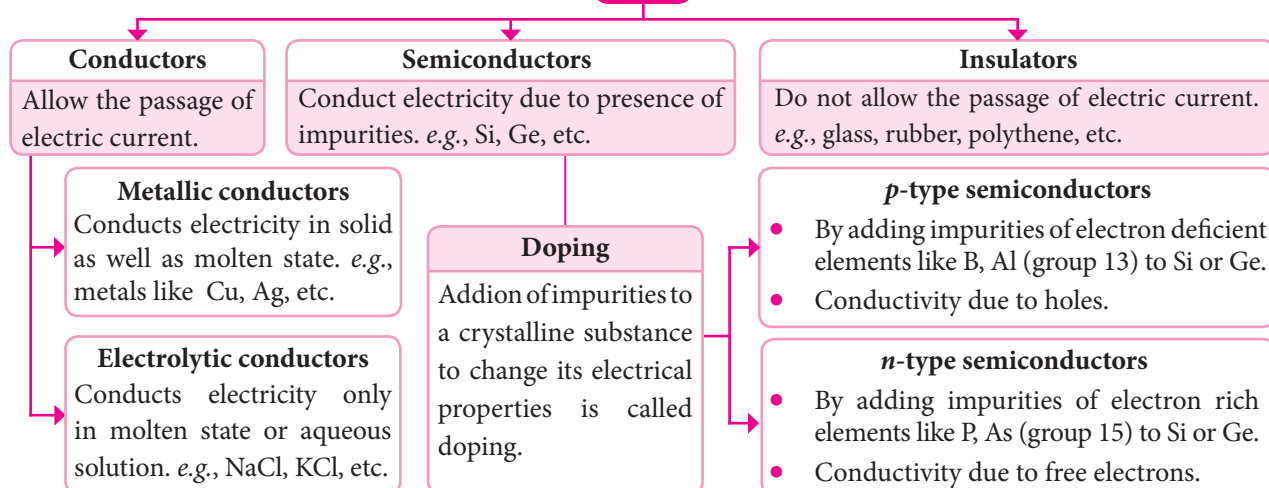 Conductors
Allow the passage of
electric current.
Semiconductors
Conduct electricity due to presence of
impurities. e.g., Si, Ge, etc.
Insulators
Do not allow the passage of electric current.
e.g., glass, rubber, polythene, etc.
Metallic conductors
Conducts electricity in solid
as well as molten state. e.g.,
metals like Cu, Ag, etc.
Electrolytic conductors
Conducts electricity only
in molten state or aqueous
solution. e.g., NaCl, KCl, etc.
Doping
Addion of impurities to
a crystalline substance
to change its electrical
properties is called
doping.
p-type semiconductors
• By adding impurities of electron deficient
elements like B, Al (group 13) to Si or Ge.
• Conductivity due to holes.
n-type semiconductors
• By adding impurities of electron rich
elements like P, As (group 15) to Si or Ge.
• Conductivity due to free electrons.